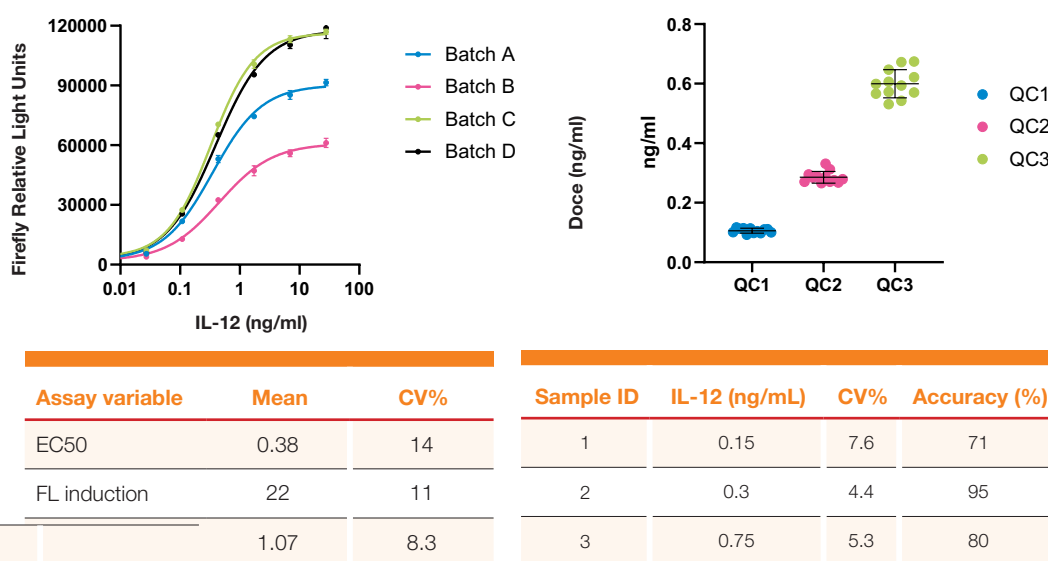 Firefly Relative Light Units
120000
90000
60000
30000
0
0.01 0.1 1 10 100
IL-12 (ng/ml)
Batch A
Batch B
Batch C
Batch D
Doce (ng/ml)
ng/ml
0.8
0.6
0.4
0.2
0.0
QC1 QC2 QC3
QC1
QC2
QC3
Assay variable Mean CV%
EC50 0.38 14
FL induction 22 11
1.07 8.3
Sample ID IL-12 (ng/mL) CV% Accuracy (%)
1 0.15 7.6 71
2 0.3 4.4 95
3 0.75 5.3 80